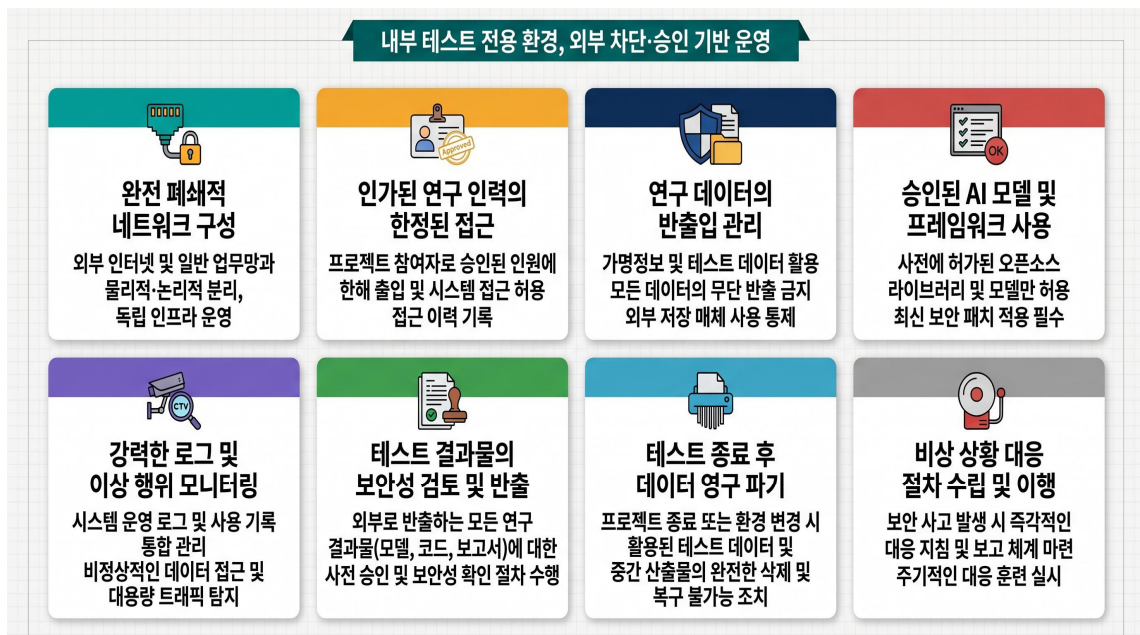 내부 테스트 전용 환경, 외부 차단·승인 기반 운영
완전 폐쇄적
네트워크 구성
외부 인터넷 및 일반 업무망과
물리적·논리적 분리,
독립 인프라 운영
Approved
인가된 연구 인력의
한정된 접근
프로젝트 참여자로 승인된 인원에
한해 출입 및 시스템 접근 허용
접근 이력 기록
연구 데이터의
반출입 관리
가명정보 및 테스트 데이터 활용
모든 데이터의 무단 반출 금지
외부 저장 매체 사용 통제
OK
승인된 AI 모델 및
프레임워크 사용
사전에 허가된 오픈소스
라이브러리 및 모델만 허용
최신 보안 패치 적용 필수
CTV
강력한 로그 및
이상 행위 모니터링
시스템 운영 로그 및 사용 기록
통합 관리
비정상적인 데이터 접근 및
대용량 트래픽 탐지
테스트 결과물의
보안성 검토 및 반출
외부로 반출하는 모든 연구
결과물(모델, 코드, 보고서)에 대한
사전 승인 및 보안성 확인 절차 수행
테스트 종료 후
데이터 영구 파기
프로젝트 종료 또는 환경 변경 시
활용된 테스트 데이터 및
중간 산출물의 완전한 삭제 및
복구 불가능 조치
비상 상황 대응
절차 수립 및 이행
보안 사고 발생 시 즉각적인
대응 지침 및 보고 체계 마련
주기적인 대응 훈련 실시